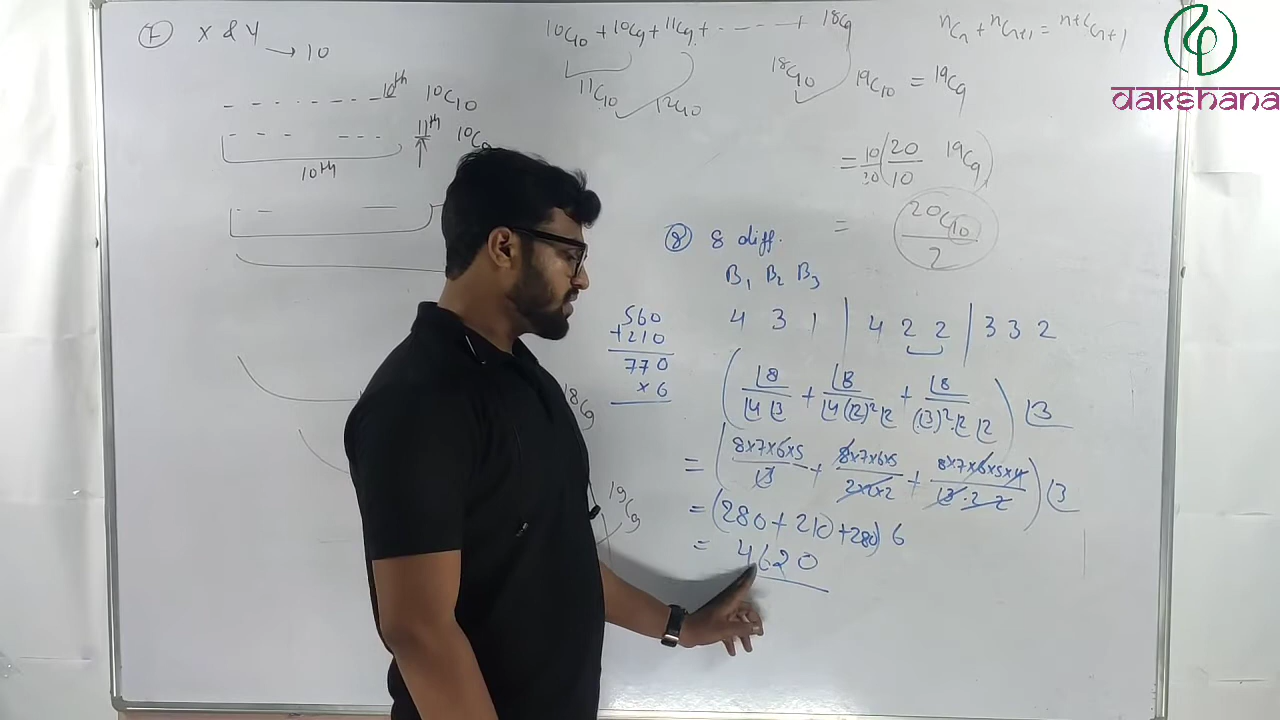 7 X & Y → 10
10th 10C10
11th 10C9
10th
10C10 + 10C9 + 11C9 + ------ + 18C9
11C10 12C10 18C10 19C10 = 19C9
nCr + nCr+1 = n+1Cr+1
= 10/20 (20/10 19C9)
= 20C10/2
18C9
19C9
8 8 diff.
B1 B2 B3
4 3 1 | 4 2 2 | 3 3 2
560
+210
770
×6
(⌊8/⌊4 ⌊3 + ⌊8/⌊4 (⌊2)² ⌊2 + ⌊8/(⌊3)² ⌊2 ⌊2) ⌊3
= (8×7×6×5/⌊3 + 8×7×6×5/2×2×2 + 8×7×6×5×4/⌊3·2·2) ⌊3
= (280 + 210 + 280) 6
= 4620
dakshana